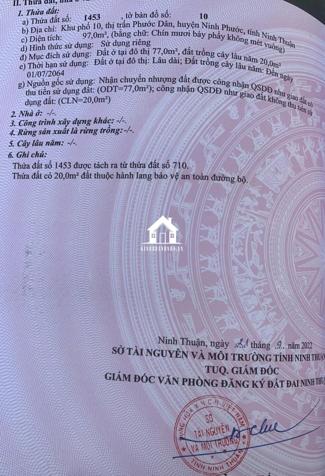 II. Thửa đất,
1. Thửa đất:
a) Thửa đất số: 1453 tờ bản đồ số: 10
b) Địa chỉ: Khu phố 10, thị trấn Phước Dân, huyện Ninh Phước, tỉnh Ninh Thuận
c) Diện tích: 97,0m², (bằng chữ: Chín mươi bảy phẩy không mét vuông)
d) Hình thức sử dụng: Sử dụng riêng
đ) Mục đích sử dụng: Đất ở tại đô thị 77,0m², đất trồng cây lâu năm 20,0m²
e) Thời hạn sử dụng: Đất ở tại đô thị: Lâu dài; Đất trồng cây lâu năm: Đến ngày
01/07/2064
g) Nguồn gốc sử dụng: Nhận chuyển nhượng đất được công nhận QSDĐ như giao đất có
thu tiền sử dụng đất: (ODT=77,0m²); công nhận QSDĐ như giao đất không thu tiền sử
dụng đất: (CLN=20,0m²)
2. Nhà ở: -/-.
3. Công trình xây dựng khác: -/-.
4. Rừng sản xuất là rừng trồng:-/-.
5. Cây lâu năm: -/-.
6. Ghi chú:
Thửa đất số 1453 được tách ra từ thửa đất số 710.
Thửa đất có 20,0m² đất thuộc hành lang bảo vệ an toàn đường bộ.
Ninh Thuận, ngày tháng năm 2022
SỞ TÀI NGUYÊN VÀ MÔI TRƯỜNG TỈNH NINH THUẬN
TUQ. GIÁM ĐỐC
GIÁM ĐỐC VĂN PHÒNG ĐĂNG KÝ ĐẤT ĐAI NINH
SỞ
TÀI NGUYÊN
VÀ MÔI TRƯỜNG